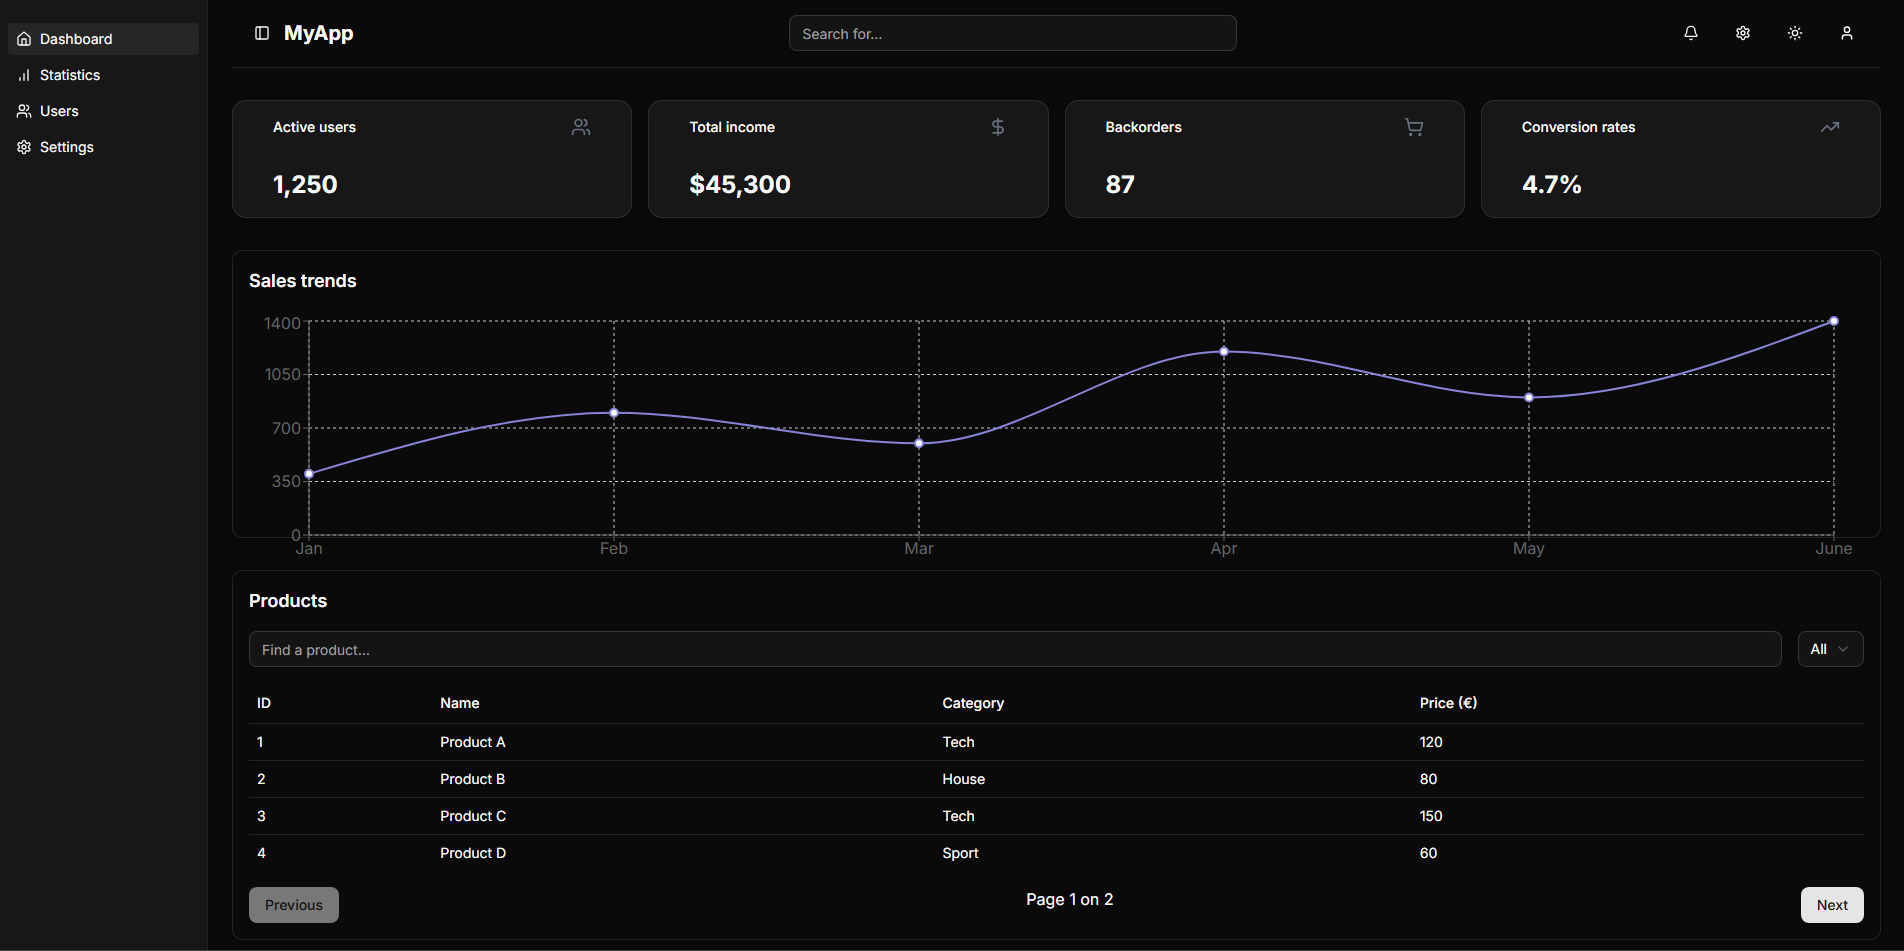 Dashboard
Statistics
Users
Settings
MyApp
Search for...
Active users
1,250
Total income
$45,300
Backorders
87
Conversion rates
4.7%
Sales trends
1400
1050
700
350
0
Jan Feb Mar Apr May June
Products
Find a product...
All
ID Name Category Price (€)
1 Product A Tech 120
2 Product B House 80
3 Product C Tech 150
4 Product D Sport 60
Previous Page 1 on 2 Next